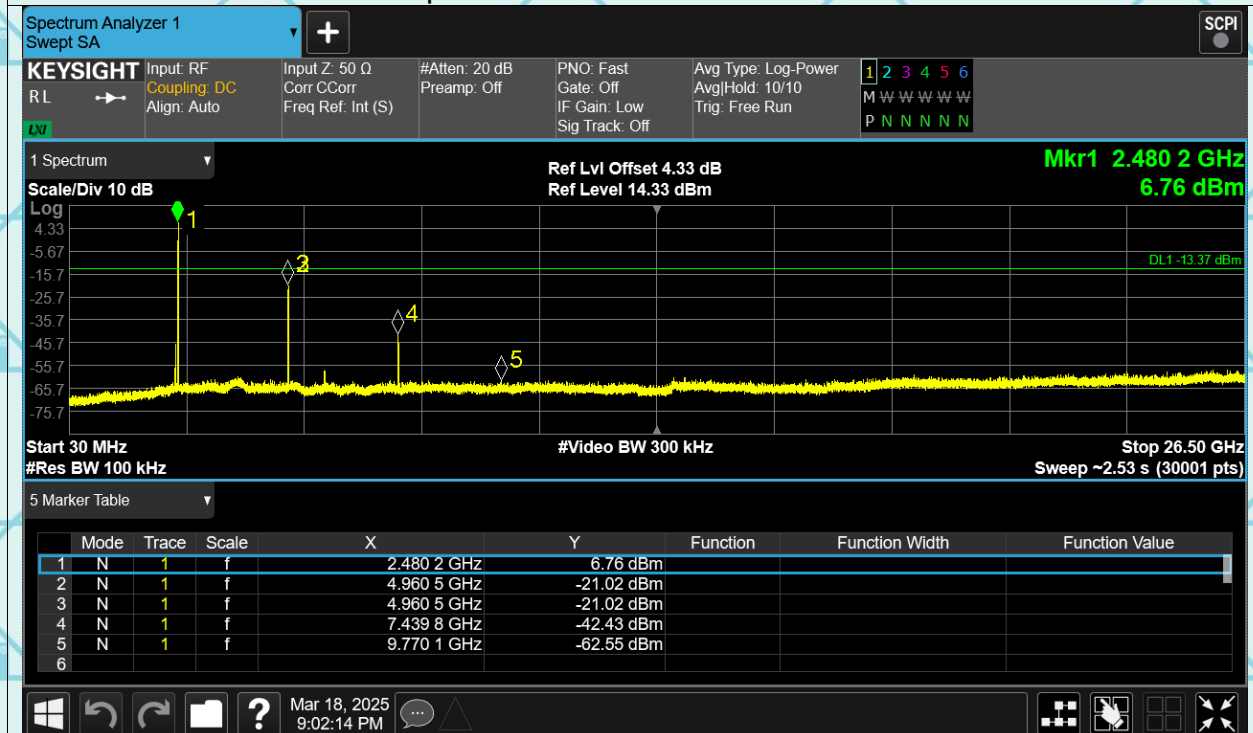 Spectrum Analyzer 1
Swept SA
+
SCPI
KEYSIGHT
RL
LXI
Input: RF
Coupling: DC
Align: Auto
Input Z: 50 Ω
Corr CCorr
Freq Ref: Int (S)
#Atten: 20 dB
Preamp: Off
PNO: Fast
Gate: Off
IF Gain: Low
Sig Track: Off
Avg Type: Log-Power
Avg|Hold: 10/10
Trig: Free Run
1 2 3 4 5 6
M W W W W W
P N N N N N
1 Spectrum
Scale/Div 10 dB
Ref Lvl Offset 4.33 dB
Ref Level 14.33 dBm
Mkr1 2.480 2 GHz
6.76 dBm
Log
4.33
-5.67
-15.7
-25.7
-35.7
-45.7
-55.7
-65.7
-75.7
1
4
5
DL1 -13.37 dBm
Start 30 MHz
#Video BW 300 kHz
Stop 26.50 GHz
#Res BW 100 kHz
Sweep ~2.53 s (30001 pts)
5 Marker Table
Mode Trace Scale X Y Function Function Width Function Value
1 N 1 f 2.480 2 GHz 6.76 dBm
2 N 1 f 4.960 5 GHz -21.02 dBm
3 N 1 f 4.960 5 GHz -21.02 dBm
4 N 1 f 7.439 8 GHz -42.43 dBm
5 N 1 f 9.770 1 GHz -62.55 dBm
6
?
Mar 18, 2025
9:02:14 PM